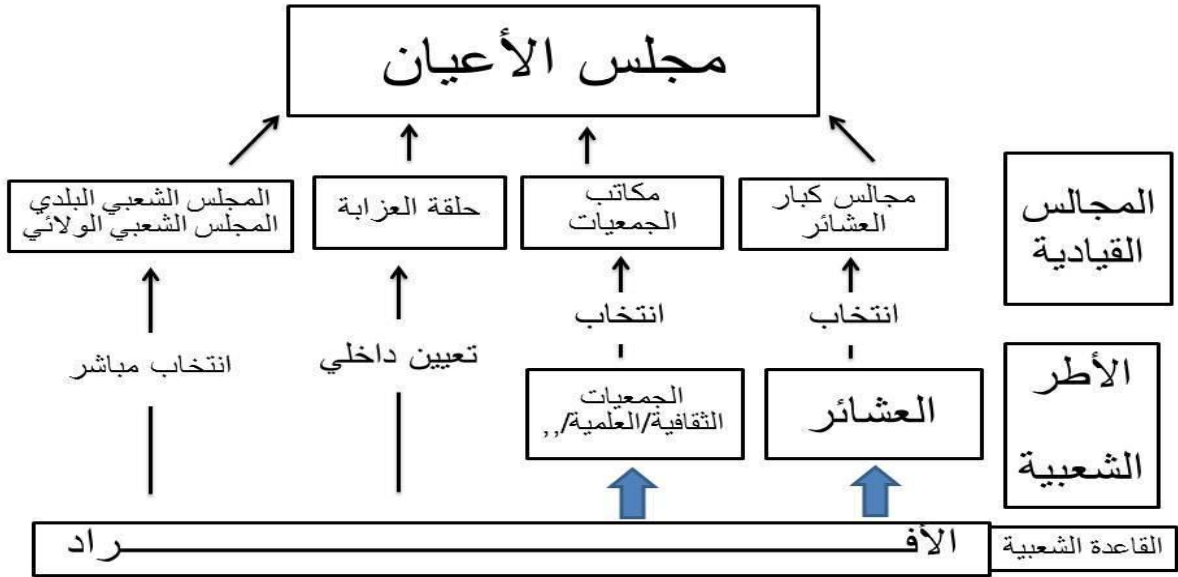 مجلس الأعيان
المجالس
القيادية
مجالس كبار
العشائر
مكاتب
الجمعيات
حلقة العزابة
المجلس الشعبي البلدي
المجلس الشعبي الولائي
انتخاب
انتخاب
تعيين داخلي
انتخاب مباشر
الأطر
الشعبية
العشائر
الجمعيات
الثقافية/العلمية/,,
القاعدة الشعبية
الأفـــــــــــــــــــــــــــــــــراد